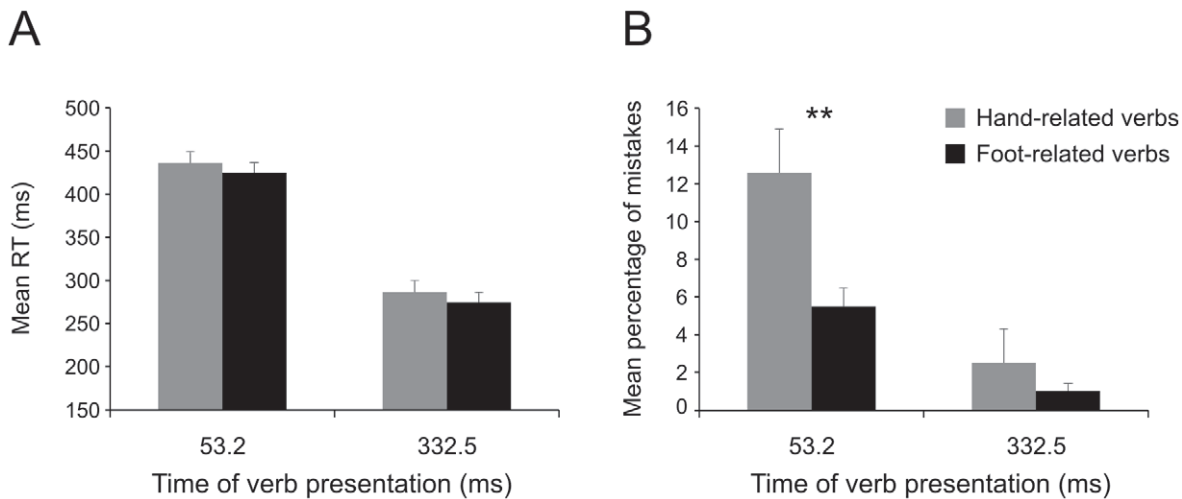 A
Mean RT (ms)
500
450
400
350
300
250
200
150
53.2
332.5
Time of verb presentation (ms)
B
Mean percentage of mistakes
16
14
12
10
8
6
4
2
0
**
Hand-related verbs
Foot-related verbs
53.2
332.5
Time of verb presentation (ms)